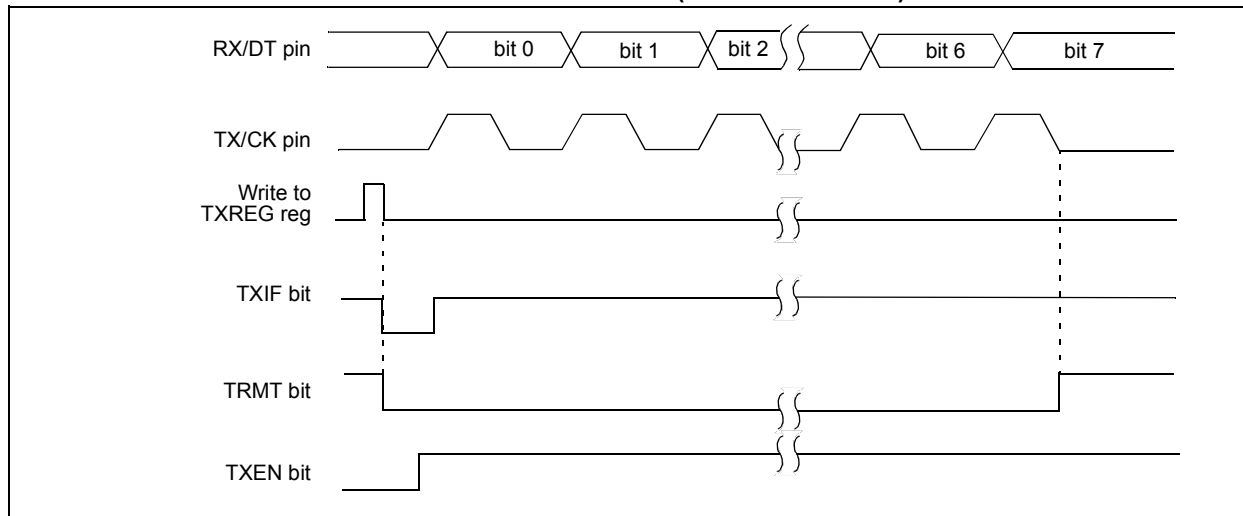 RX/DT pin
bit 0
bit 1
bit 2
bit 6
bit 7
TX/CK pin
Write to
TXREG reg
TXIF bit
TRMT bit
TXEN bit